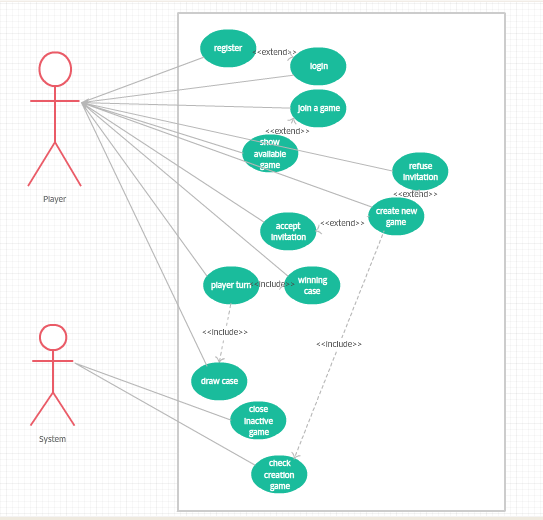 register
<<extend>>
login
join a game
<<extend>>
show
available
game
refuse
invitation
<<extend>>
create new
game
accept
invitation
<<extend>>
player turn
<<include>>
winning
case
<<include>>
<<include>>
draw case
close
inactive
game
check
creation
game
Player
System